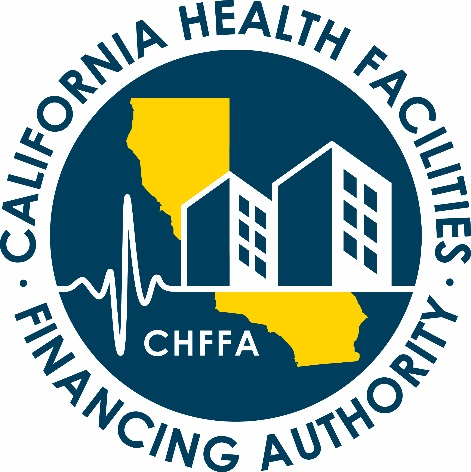 CALIFORNIA HEALTH FACILITIES
FINANCING AUTHORITY
CHFFA